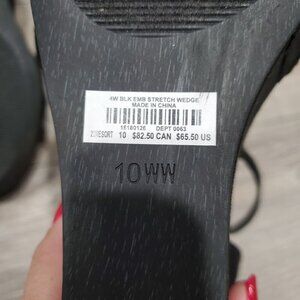 4W BLK EMB STRETCH WEDGE
MADE IN CHINA
15160126 DEPT 0063
23RESORT 10 $82.50 CAN $65.50 US
10WW